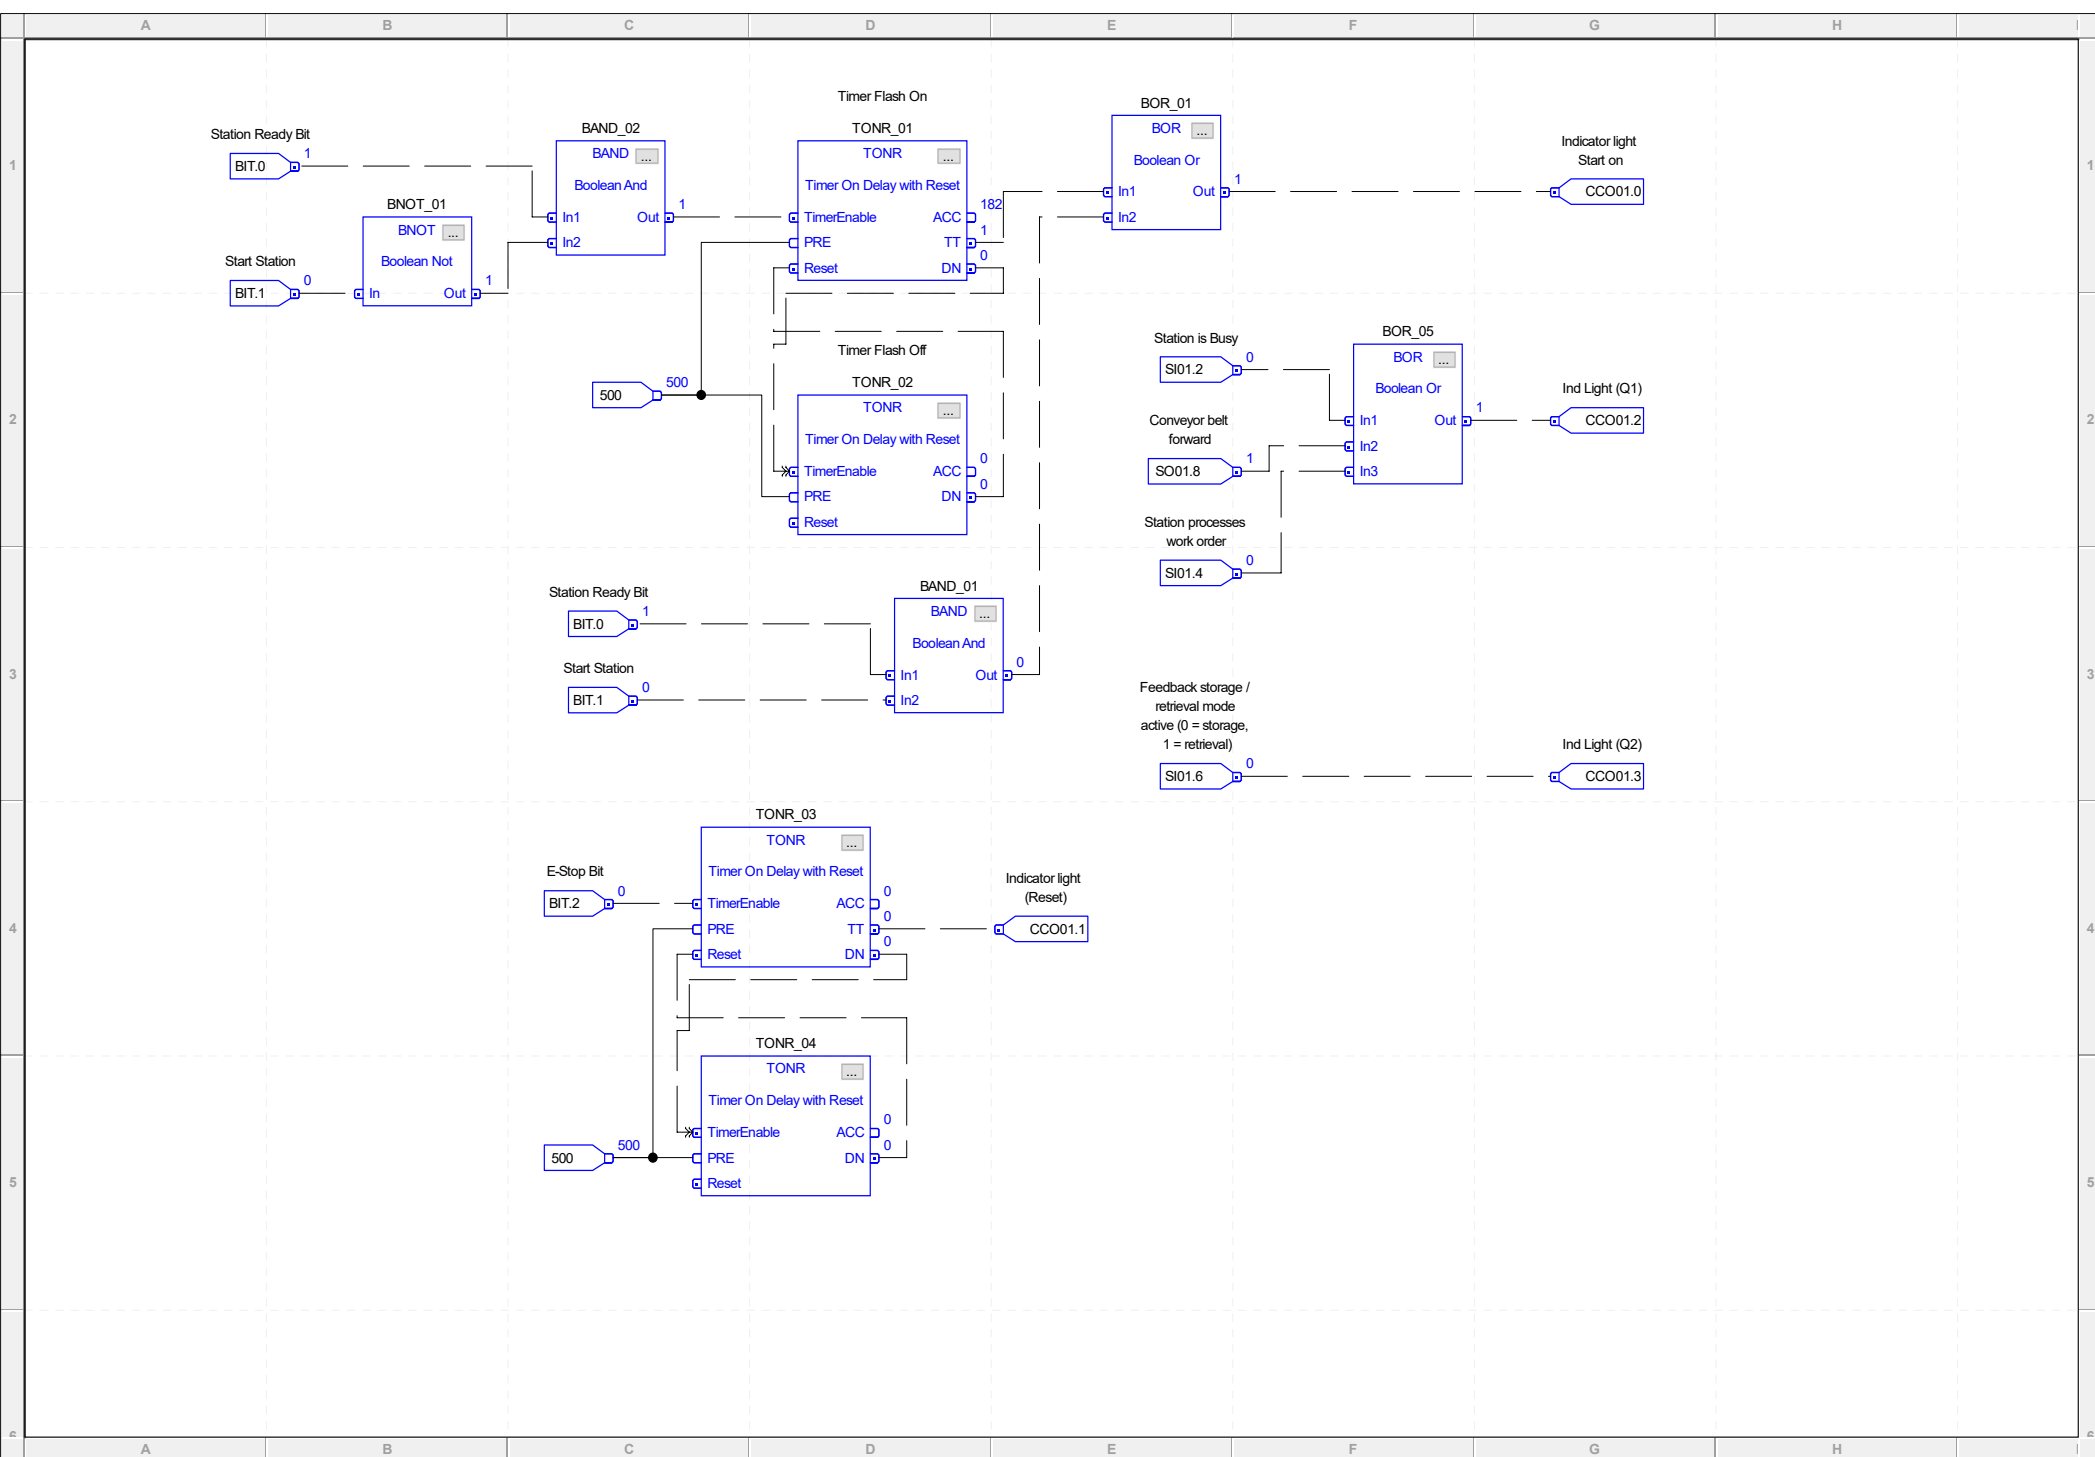 A B C D E F G H
Timer Flash On
Station Ready Bit
BIT.0
1
BNOT_01
BNOT ...
Boolean Not
In Out
1
Start Station
BIT.1
0
BAND_02
BAND ...
Boolean And
In1 Out
In2
1
TONR_01
TONR ...
Timer On Delay with Reset
TimerEnable ACC
PRE TT
Reset DN
182
1
0
BOR_01
BOR ...
Boolean Or
In1 Out
In2
1
Indicator light
Start on
CCO01.0
500
500
Timer Flash Off
TONR_02
TONR ...
Timer On Delay with Reset
TimerEnable ACC
PRE DN
Reset
0
0
Station is Busy
SI01.2
0
Conveyor belt
forward
SO01.8
1
Station processes
work order
SI01.4
0
BOR_05
BOR ...
Boolean Or
In1 Out
In2
In3
1
Ind Light (Q1)
CCO01.2
Station Ready Bit
BIT.0
1
Start Station
BIT.1
0
BAND_01
BAND ...
Boolean And
In1 Out
In2
0
Feedback storage /
retrieval mode
active (0 = storage,
1 = retrieval)
SI01.6
0
Ind Light (Q2)
CCO01.3
E-Stop Bit
BIT.2
0
TONR_03
TONR ...
Timer On Delay with Reset
TimerEnable ACC
PRE TT
Reset DN
0
0
0
Indicator light
(Reset)
CCO01.1
TONR_04
TONR ...
Timer On Delay with Reset
TimerEnable ACC
PRE DN
Reset
0
0
500
500
1 1
2 2
3 3
4 4
5 5
A B C D E F G H